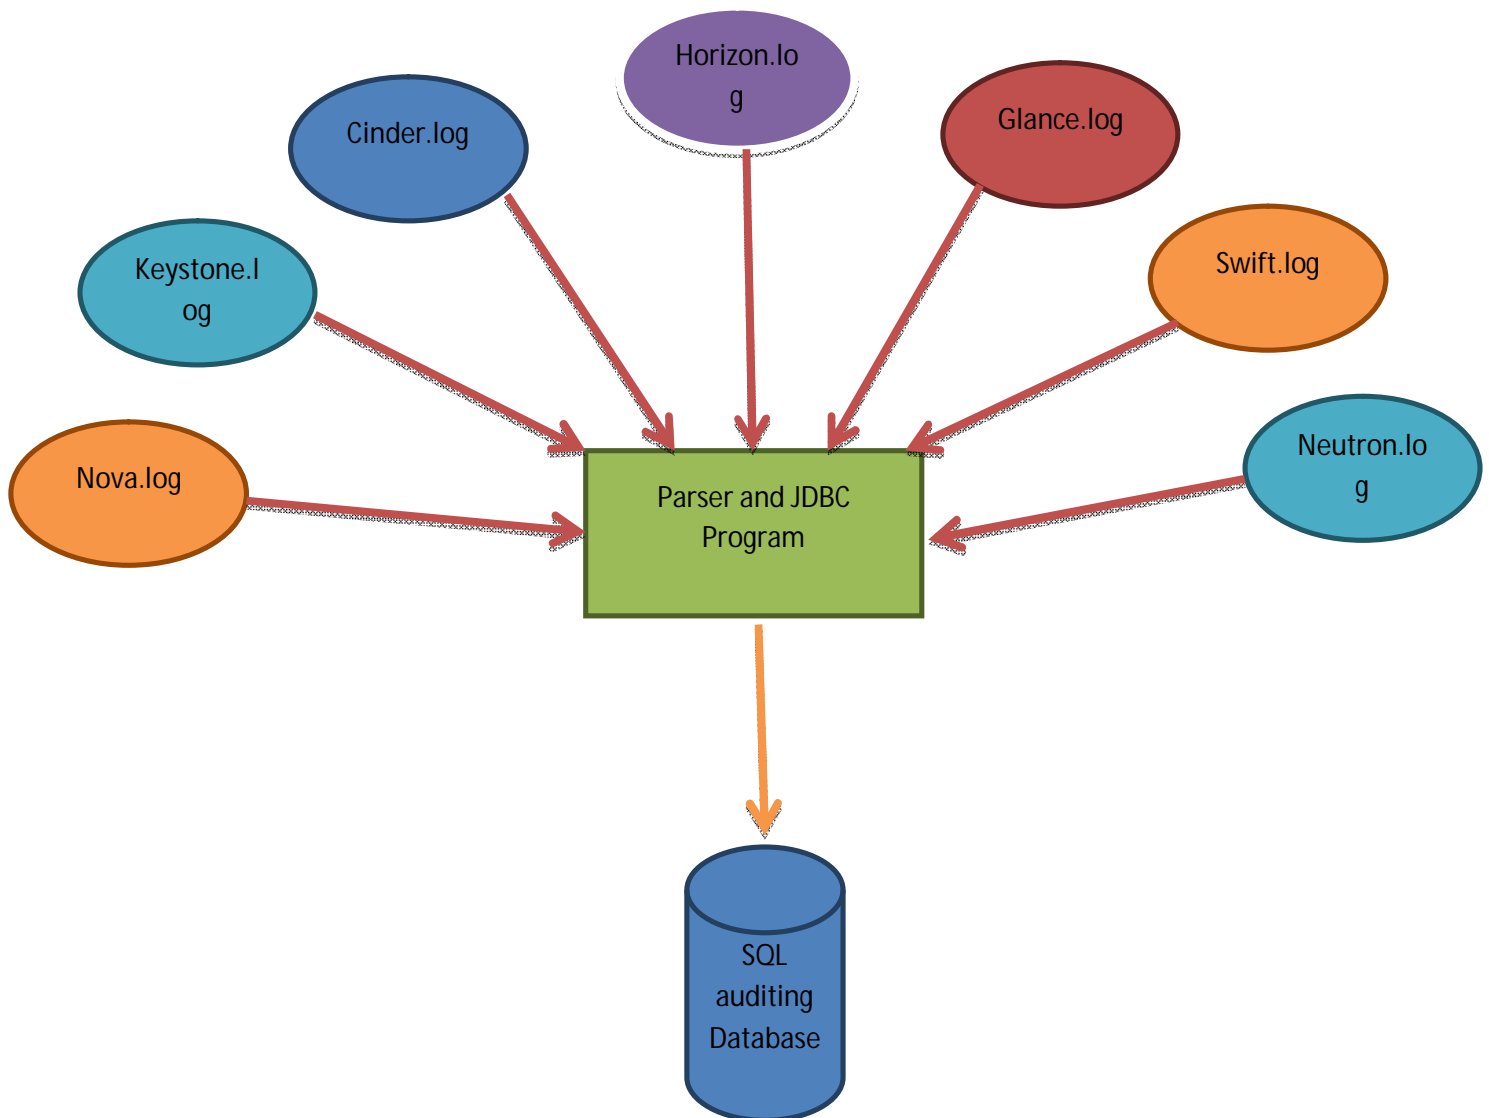 Horizon.lo
g
Glance.log
Cinder.log
Swift.log
Keystone.l
og
Neutron.lo
g
Nova.log
Parser and JDBC
Program
SQL
auditing
Database